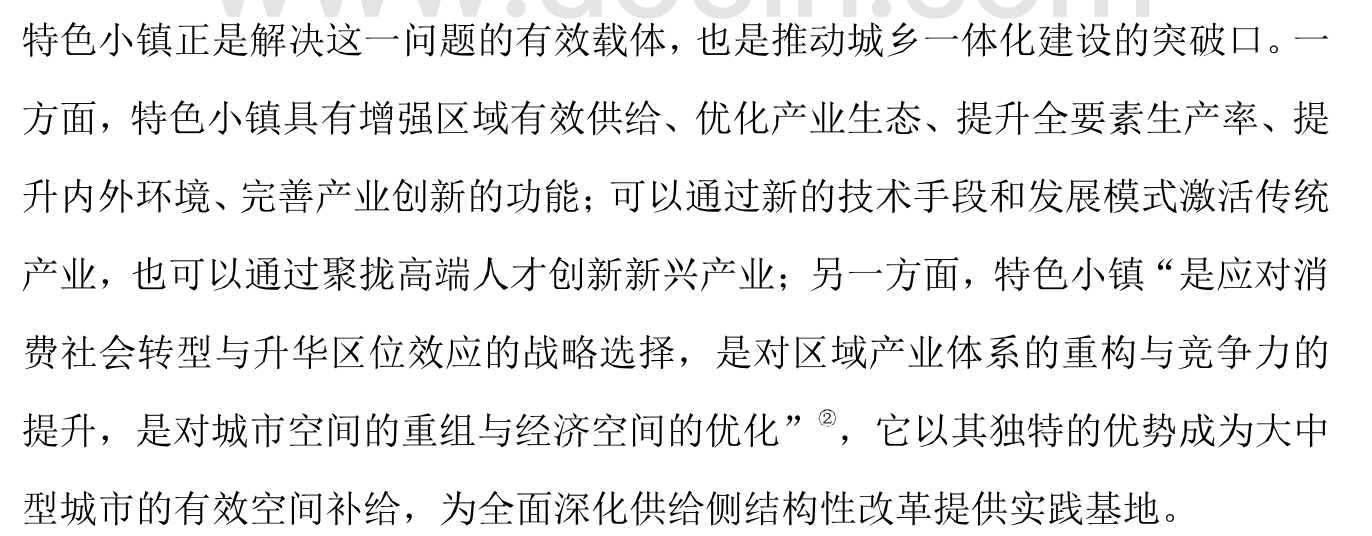 特色小镇正是解决这一问题的有效载体，也是推动城乡一体化建设的突破口。一
方面，特色小镇具有增强区域有效供给、优化产业生态、提升全要素生产率、提
升内外环境、完善产业创新的功能；可以通过新的技术手段和发展模式激活传统
产业，也可以通过聚拢高端人才创新新兴产业；另一方面，特色小镇“是应对消
费社会转型与升华区位效应的战略选择，是对区域产业体系的重构与竞争力的
提升，是对城市空间的重组与经济空间的优化”②，它以其独特的优势成为大中
型城市的有效空间补给，为全面深化供给侧结构性改革提供实践基地。